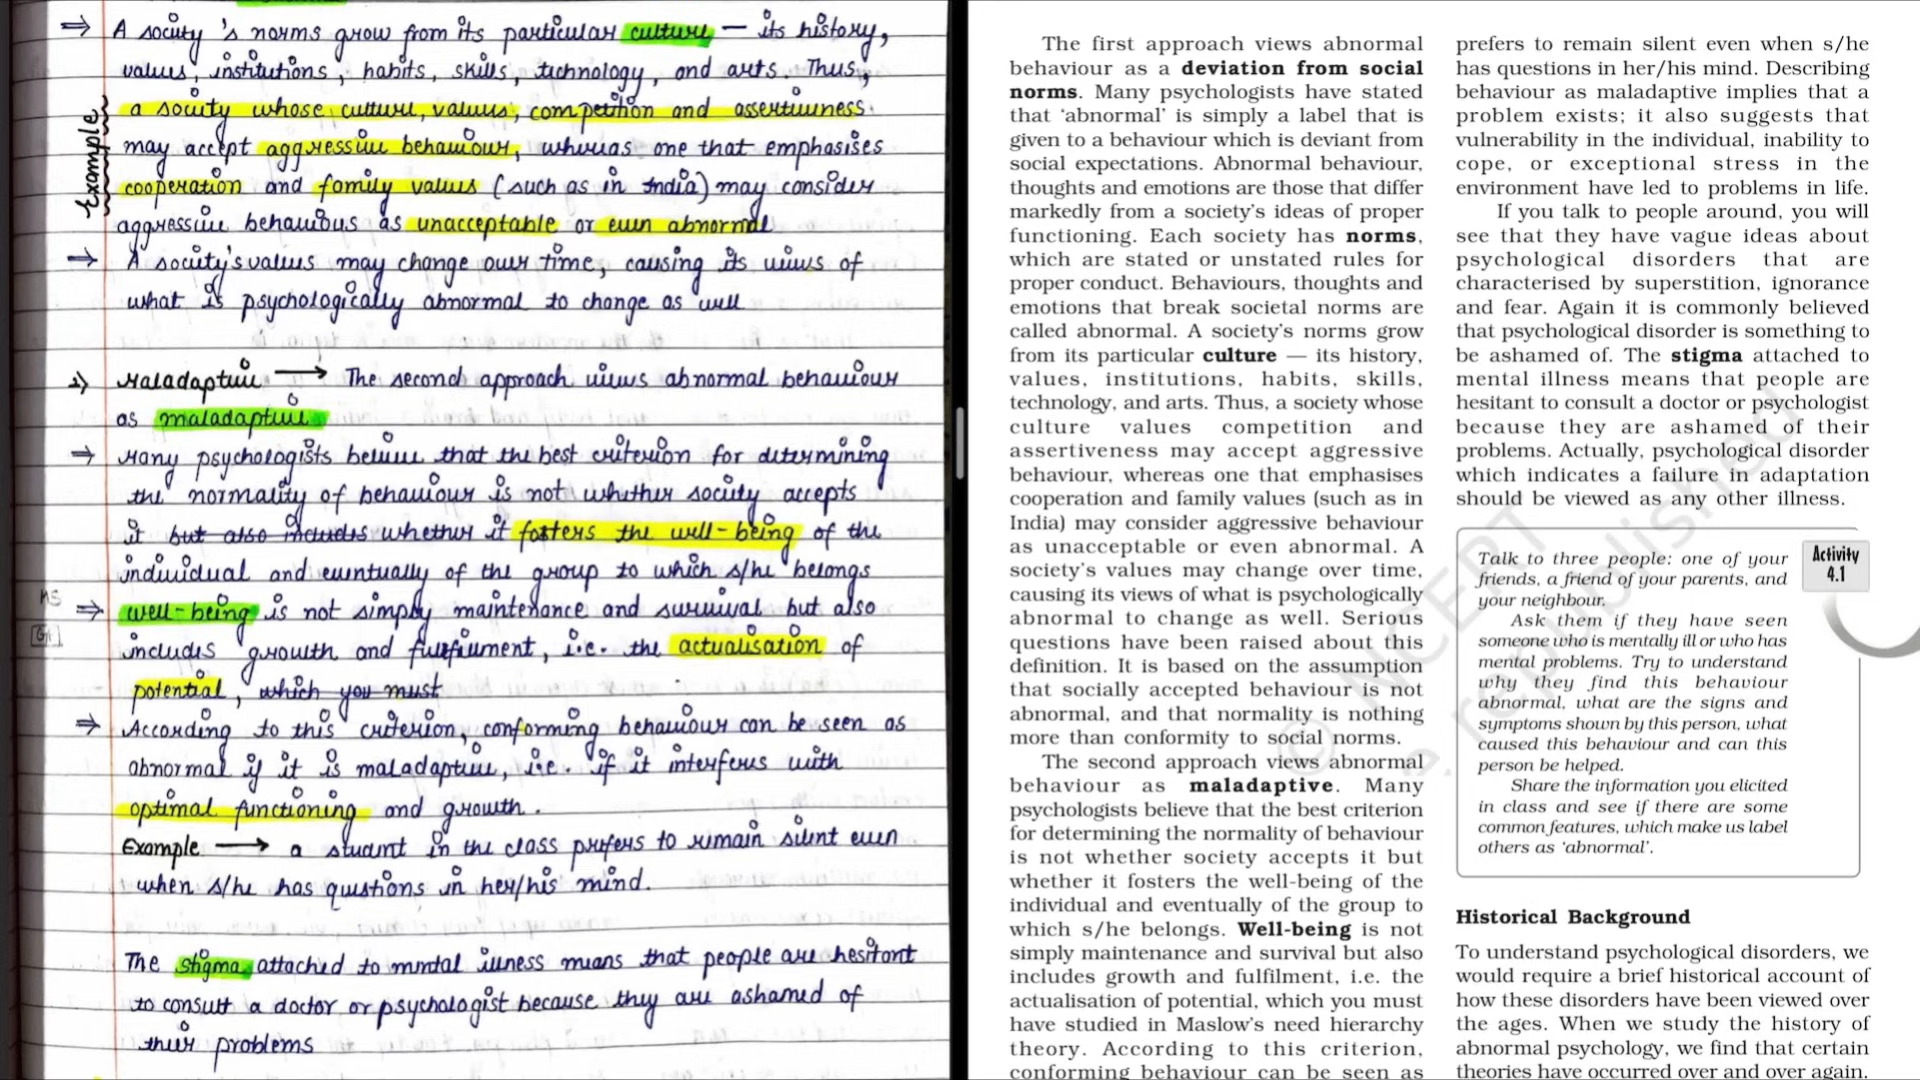 ⇒ A society's norms grow from its particular culture — its history,
values, institutions, habits, skills, technology, and arts. Thus,
a society whose culture, values, competition and assertiveness
may accept aggressive behaviour, whereas one that emphasises
cooperation and family values (such as in India) may consider
aggressive behaviour as unacceptable or even abnormal
Example
→ A society's values may change over time, causing its views of
what is psychologically abnormal to change as well
2) Maladaptive → The second approach views abnormal behaviour
as maladaptive
→ Many psychologists believe that the best criterion for determining
the normality of behaviour is not whether society accepts
it but also includes whether it fosters the well-being of the
individual and eventually of the group to which s/he belongs
⇒ well-being is not simply maintenance and survival but also
includes growth and fulfilment, i.e. the actualisation of
potential, which you must
⇒ According to this criterion, conforming behaviour can be seen as
abnormal if it is maladaptive, i.e. if it interferes with
optimal functioning and growth.
Example → a student in the class prefers to remain silent even
when s/he has questions in her/his mind.
The stigma attached to mental illness means that people are hesitant
to consult a doctor or psychologist because they are ashamed of
their problems
The first approach views abnormal
behaviour as a deviation from social
norms. Many psychologists have stated
that ‘abnormal’ is simply a label that is
given to a behaviour which is deviant from
social expectations. Abnormal behaviour,
thoughts and emotions are those that differ
markedly from a society’s ideas of proper
functioning. Each society has norms,
which are stated or unstated rules for
proper conduct. Behaviours, thoughts and
emotions that break societal norms are
called abnormal. A society’s norms grow
from its particular culture — its history,
values, institutions, habits, skills,
technology, and arts. Thus, a society whose
culture values competition and
assertiveness may accept aggressive
behaviour, whereas one that emphasises
cooperation and family values (such as in
India) may consider aggressive behaviour
as unacceptable or even abnormal. A
society’s values may change over time,
causing its views of what is psychologically
abnormal to change as well. Serious
questions have been raised about this
definition. It is based on the assumption
that socially accepted behaviour is not
abnormal, and that normality is nothing
more than conformity to social norms.
The second approach views abnormal
behaviour as maladaptive. Many
psychologists believe that the best criterion
for determining the normality of behaviour
is not whether society accepts it but
whether it fosters the well-being of the
individual and eventually of the group to
which s/he belongs. Well-being is not
simply maintenance and survival but also
includes growth and fulfilment, i.e. the
actualisation of potential, which you must
have studied in Maslow’s need hierarchy
theory. According to this criterion,
conforming behaviour can be seen as
prefers to remain silent even when s/he
has questions in her/his mind. Describing
behaviour as maladaptive implies that a
problem exists; it also suggests that
vulnerability in the individual, inability to
cope, or exceptional stress in the
environment have led to problems in life.
If you talk to people around, you will
see that they have vague ideas about
psychological disorders that are
characterised by superstition, ignorance
and fear. Again it is commonly believed
that psychological disorder is something to
be ashamed of. The stigma attached to
mental illness means that people are
hesitant to consult a doctor or psychologist
because they are ashamed of their
problems. Actually, psychological disorder
which indicates a failure in adaptation
should be viewed as any other illness.
Activity
4.1
Talk to three people: one of your
friends, a friend of your parents, and
your neighbour.
Ask them if they have seen
someone who is mentally ill or who has
mental problems. Try to understand
why they find this behaviour
abnormal, what are the signs and
symptoms shown by this person, what
caused this behaviour and can this
person be helped.
Share the information you elicited
in class and see if there are some
common features, which make us label
others as ‘abnormal’.
Historical Background
To understand psychological disorders, we
would require a brief historical account of
how these disorders have been viewed over
the ages. When we study the history of
abnormal psychology, we find that certain
theories have occurred over and over again.
© NCERT
republished